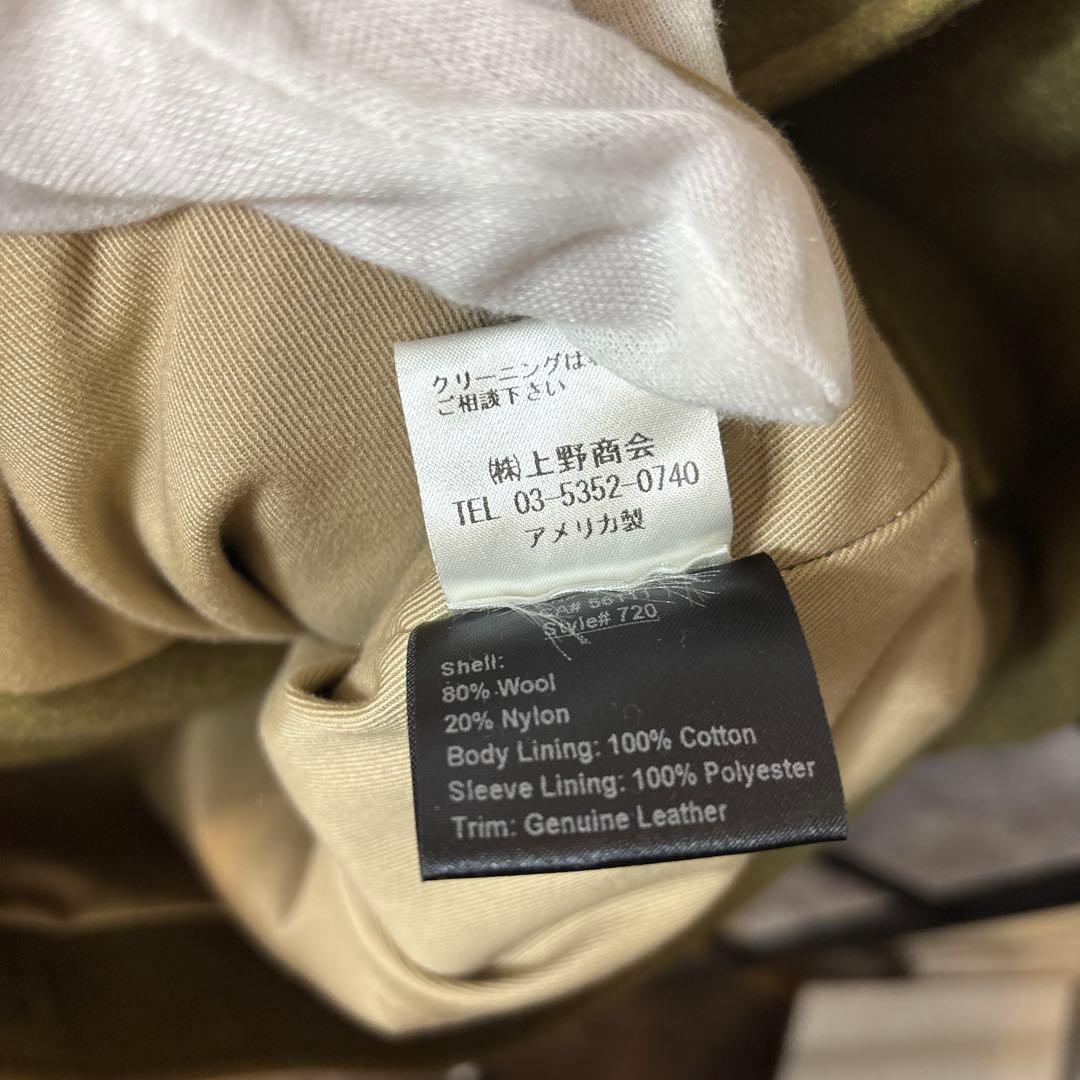 クリーニングは
ご相談下さい
㈱上野商会
TEL 03-5352-0740
アメリカ製
Style# 720
Shell:
80% Wool
20% Nylon
Body Lining: 100% Cotton
Sleeve Lining: 100% Polyester
Trim: Genuine Leather